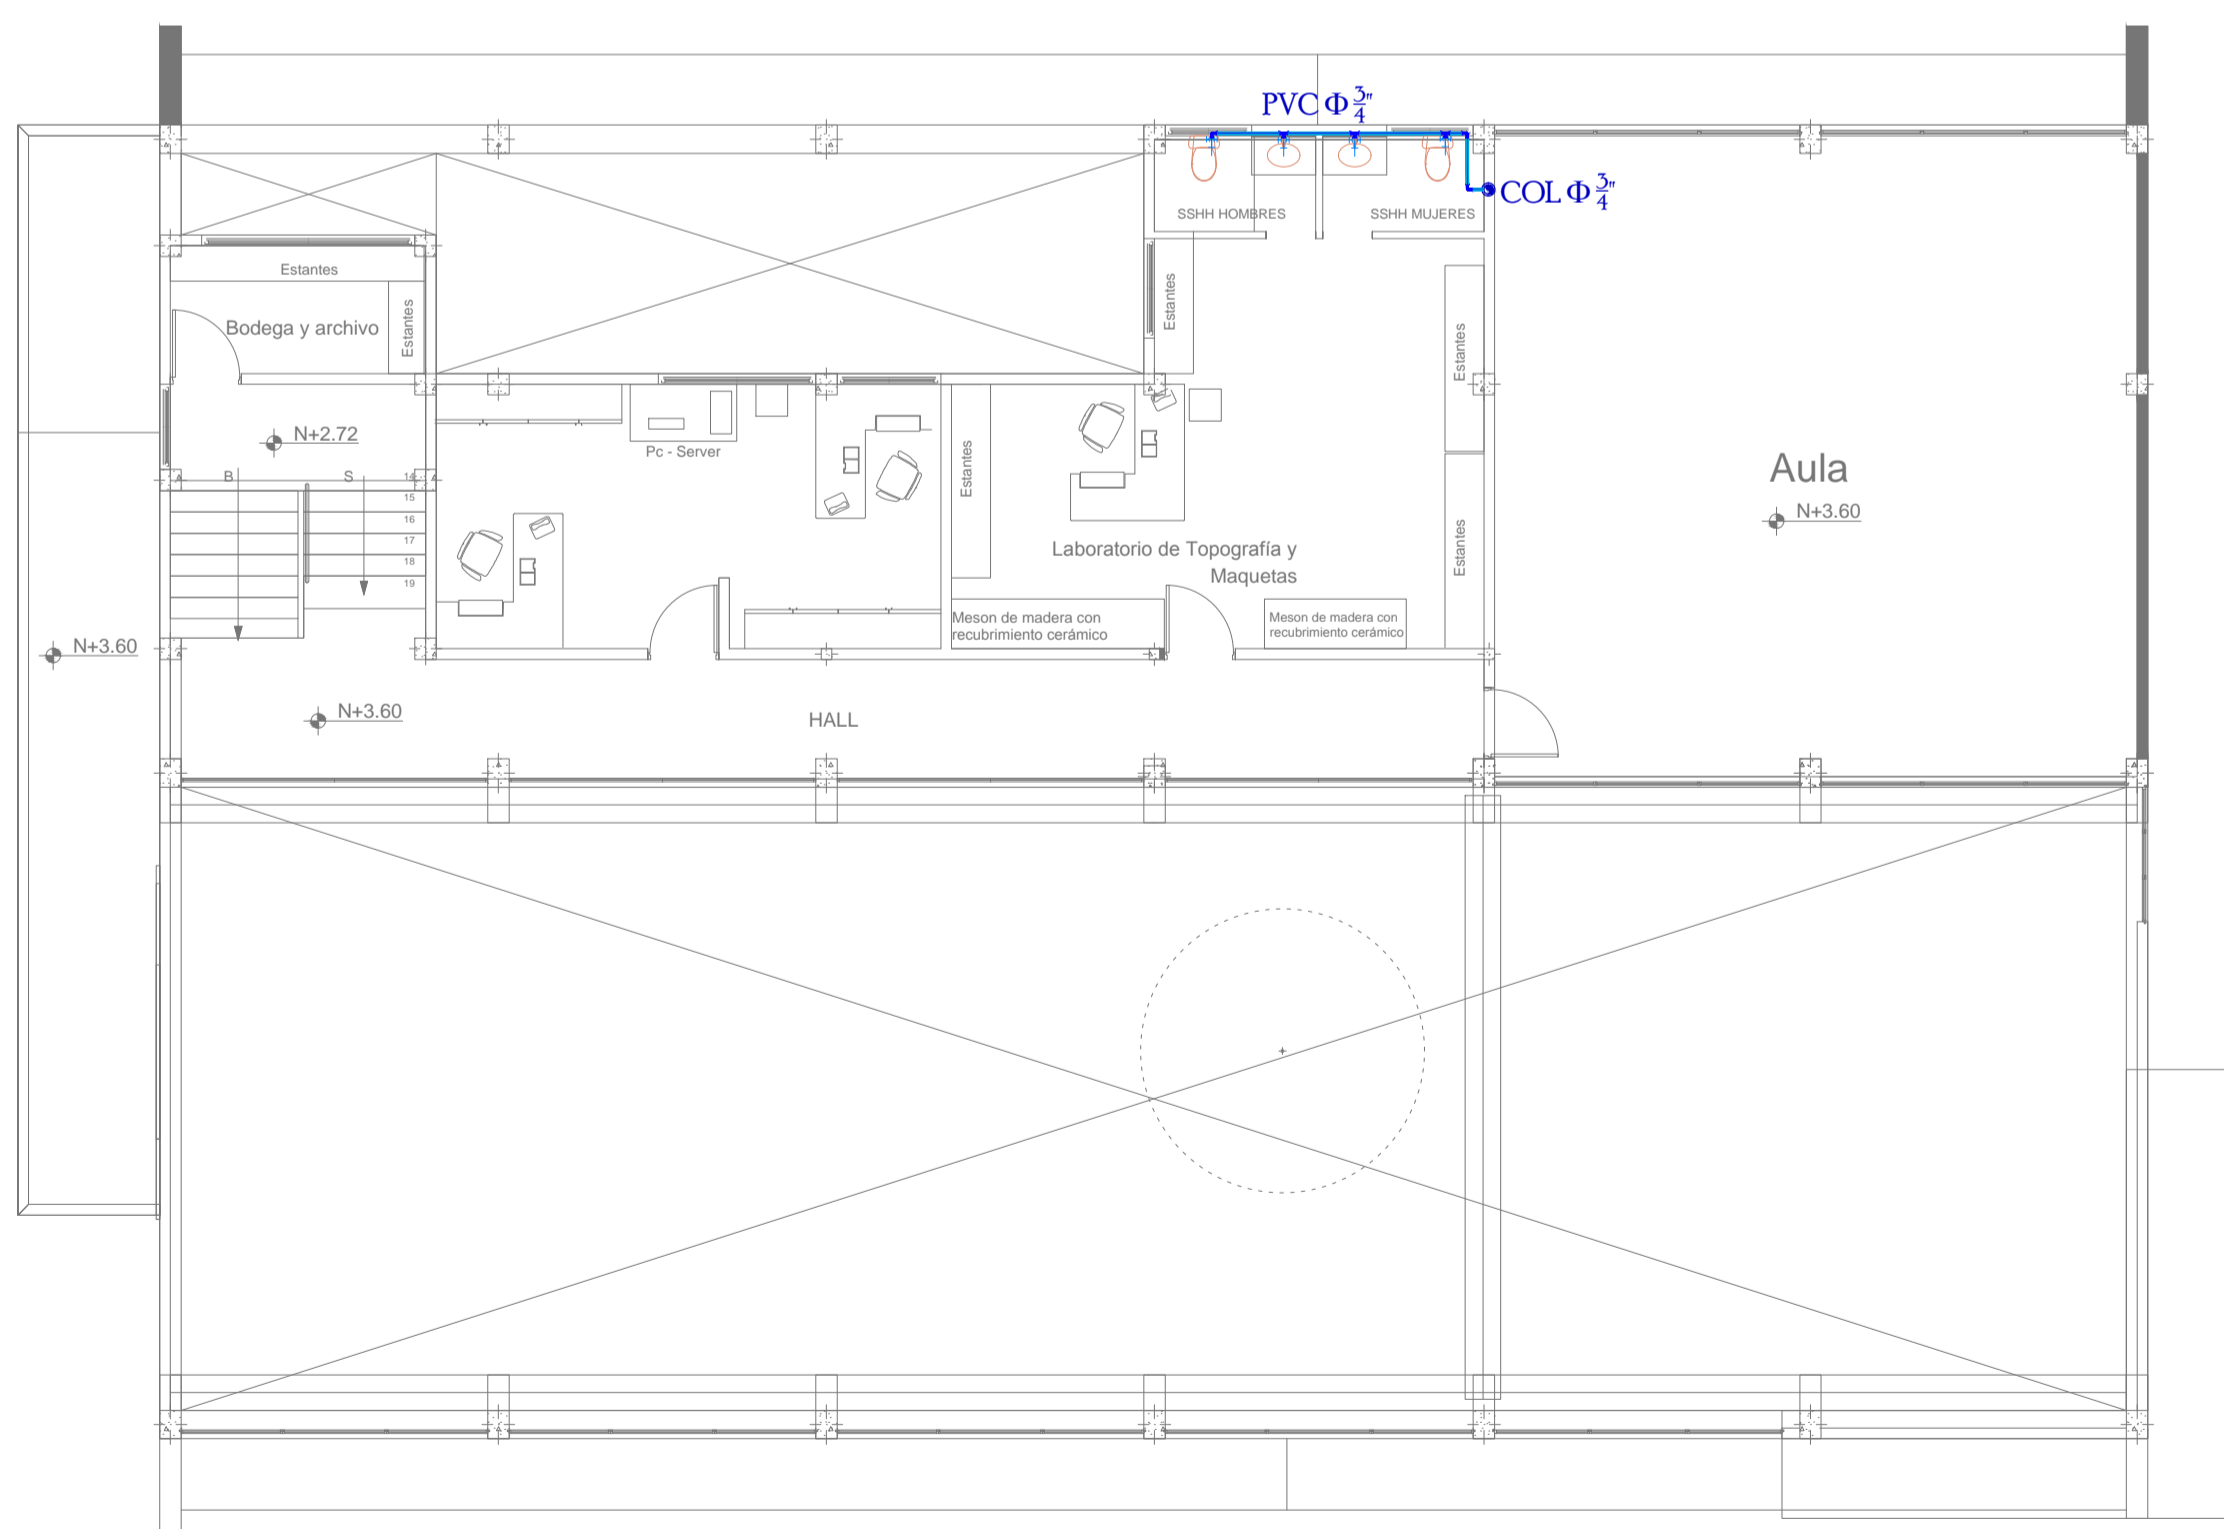 PVC Φ 3/4"
COL Φ 3/4"
SSHH HOMBRES
SSHH MUJERES
Estantes
Bodega y archivo
Estantes
Estantes
Estantes
N+2.72
Pc - Server
Estantes
Aula
N+3.60
B
S
14
15
16
17
18
19
Laboratorio de Topografía y
Maquetas
Estantes
Meson de madera con
recubrimiento cerámico
Meson de madera con
recubrimiento cerámico
N+3.60
N+3.60
HALL